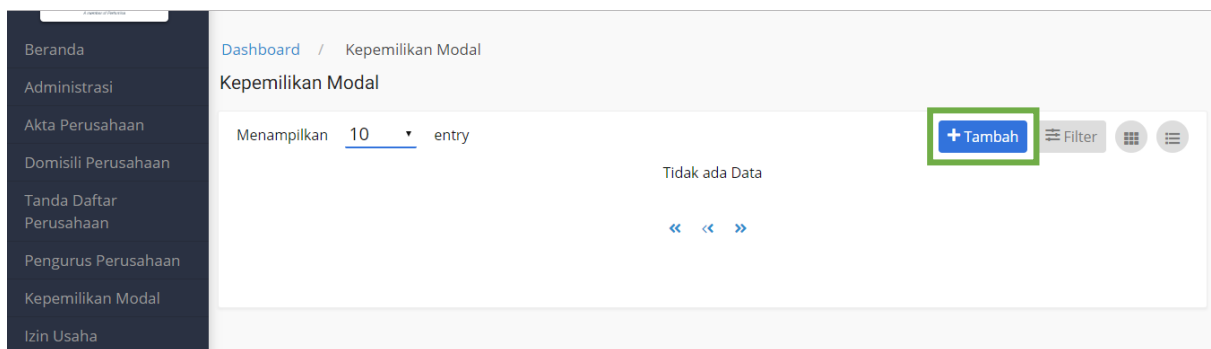 Beranda
Administrasi
Akta Perusahaan
Domisili Perusahaan
Tanda Daftar
Perusahaan
Pengurus Perusahaan
Kepemilikan Modal
Izin Usaha
Dashboard / Kepemilikan Modal
Kepemilikan Modal
Menampilkan 10 entry
+ Tambah
Filter
Tidak ada Data
« ‹‹ »